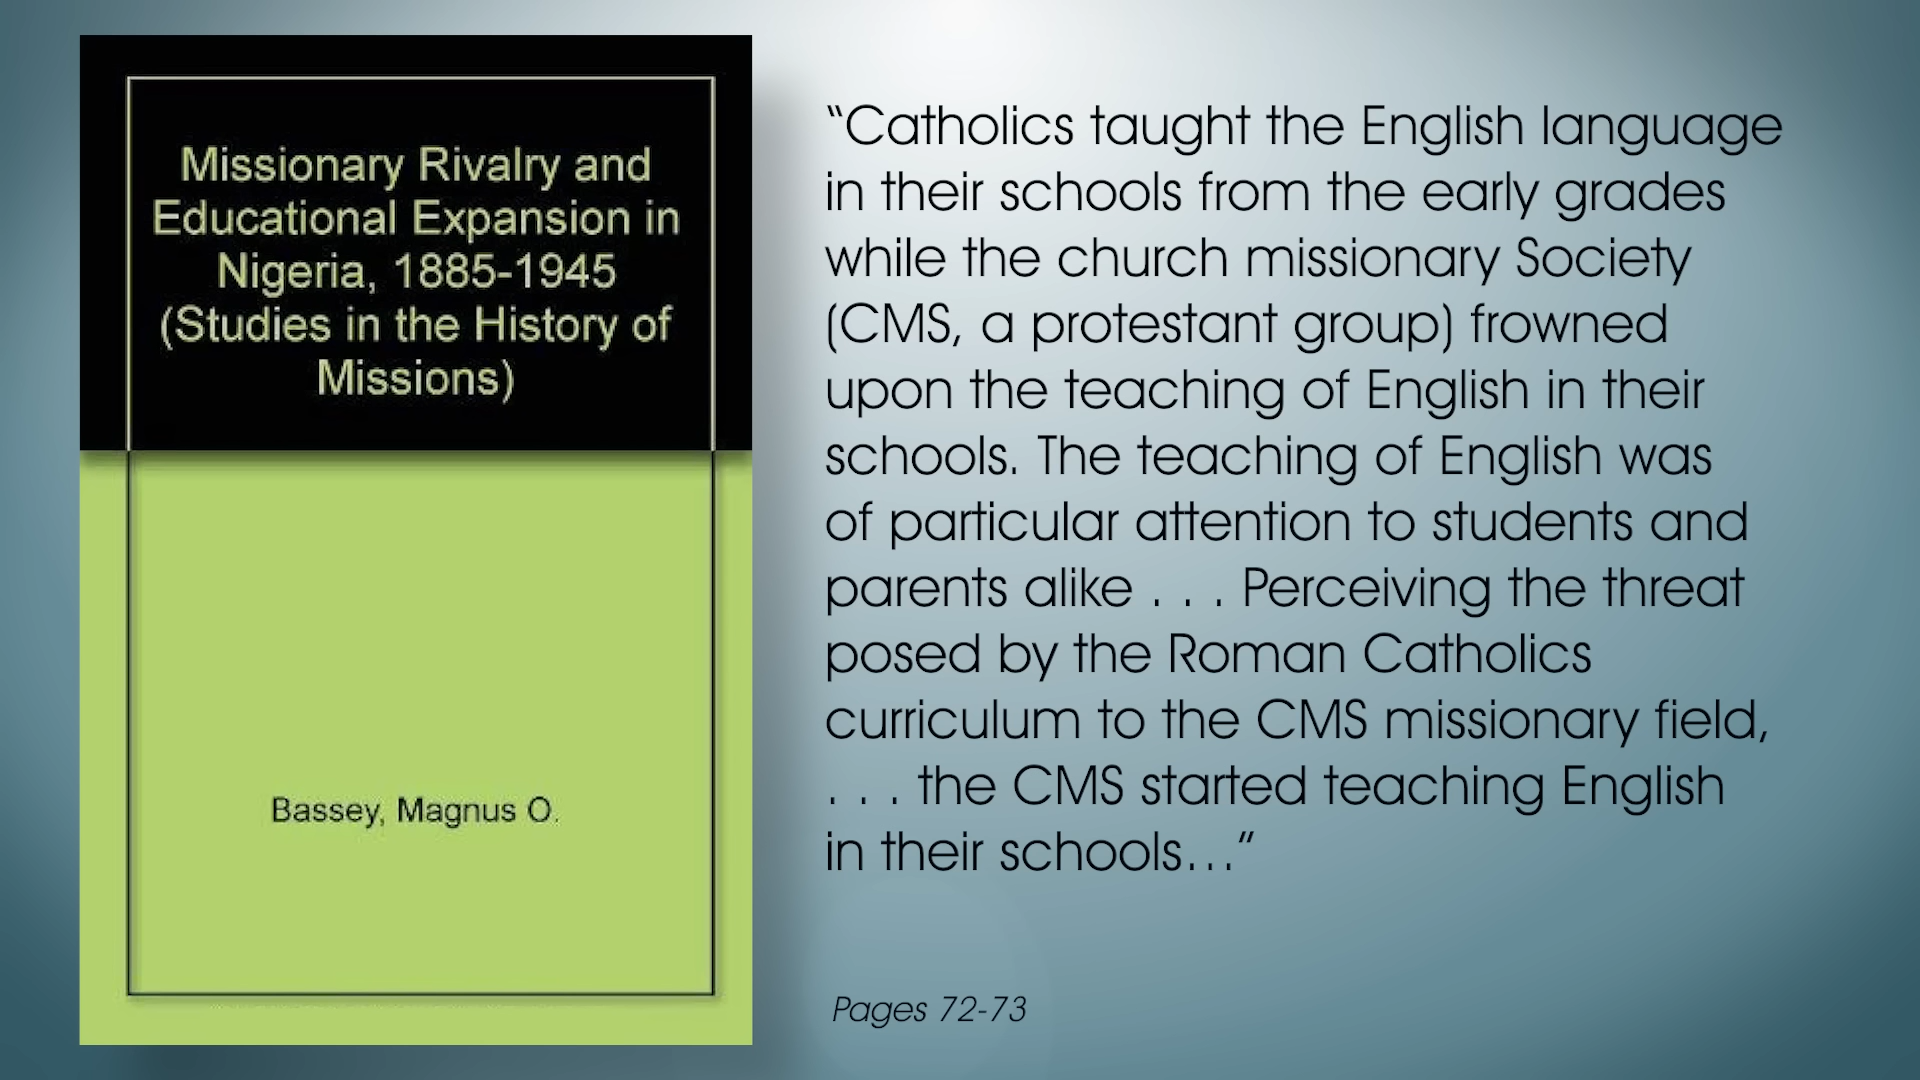 Missionary Rivalry and
Educational Expansion in
Nigeria, 1885-1945
(Studies in the History of
Missions)
Bassey, Magnus O.
“Catholics taught the English language
in their schools from the early grades
while the church missionary Society
(CMS, a protestant group) frowned
upon the teaching of English in their
schools. The teaching of English was
of particular attention to students and
parents alike . . . Perceiving the threat
posed by the Roman Catholics
curriculum to the CMS missionary field,
. . . the CMS started teaching English
in their schools…”
Pages 72-73